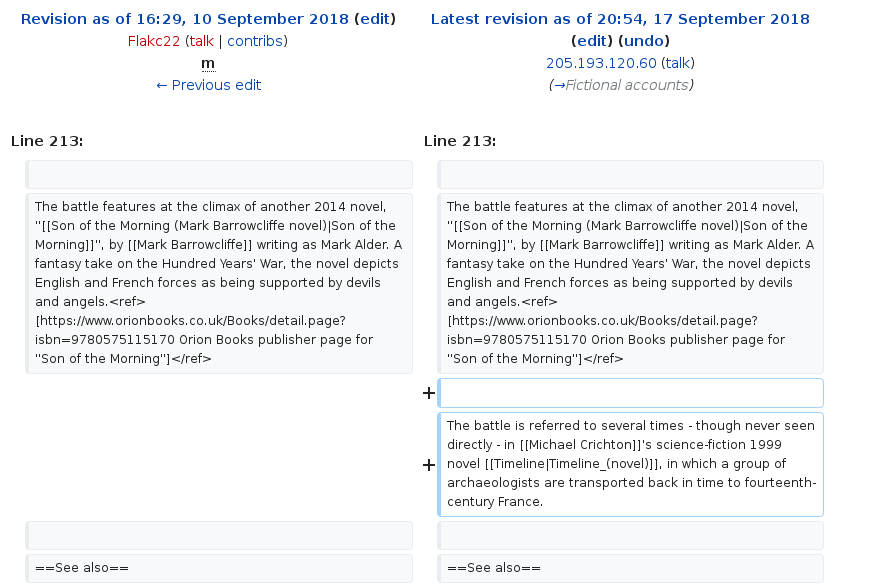 Revision as of 16:29, 10 September 2018 (edit)
Flakc22 (talk | contribs)
m
← Previous edit
Latest revision as of 20:54, 17 September 2018
(edit) (undo)
205.193.120.60 (talk)
(→Fictional accounts)
Line 213:
Line 213:
The battle features at the climax of another 2014 novel,
''[[Son of the Morning (Mark Barrowcliffe novel)|Son of the
Morning]]'', by [[Mark Barrowcliffe]] writing as Mark Alder. A
fantasy take on the Hundred Years' War, the novel depicts
English and French forces as being supported by devils
and angels.<ref>
[https://www.orionbooks.co.uk/Books/detail.page?
isbn=9780575115170 Orion Books publisher page for
''Son of the Morning'']</ref>
The battle features at the climax of another 2014 novel,
''[[Son of the Morning (Mark Barrowcliffe novel)|Son of the
Morning]]'', by [[Mark Barrowcliffe]] writing as Mark Alder. A
fantasy take on the Hundred Years' War, the novel depicts
English and French forces as being supported by devils
and angels.<ref>
[https://www.orionbooks.co.uk/Books/detail.page?
isbn=9780575115170 Orion Books publisher page for
''Son of the Morning'']</ref>
+
+
The battle is referred to several times - though never seen
directly - in [[Michael Crichton]]'s science-fiction 1999
novel [[Timeline|Timeline_(novel)]], in which a group of
archaeologists are transported back in time to fourteenth-
century France.
==See also==
==See also==